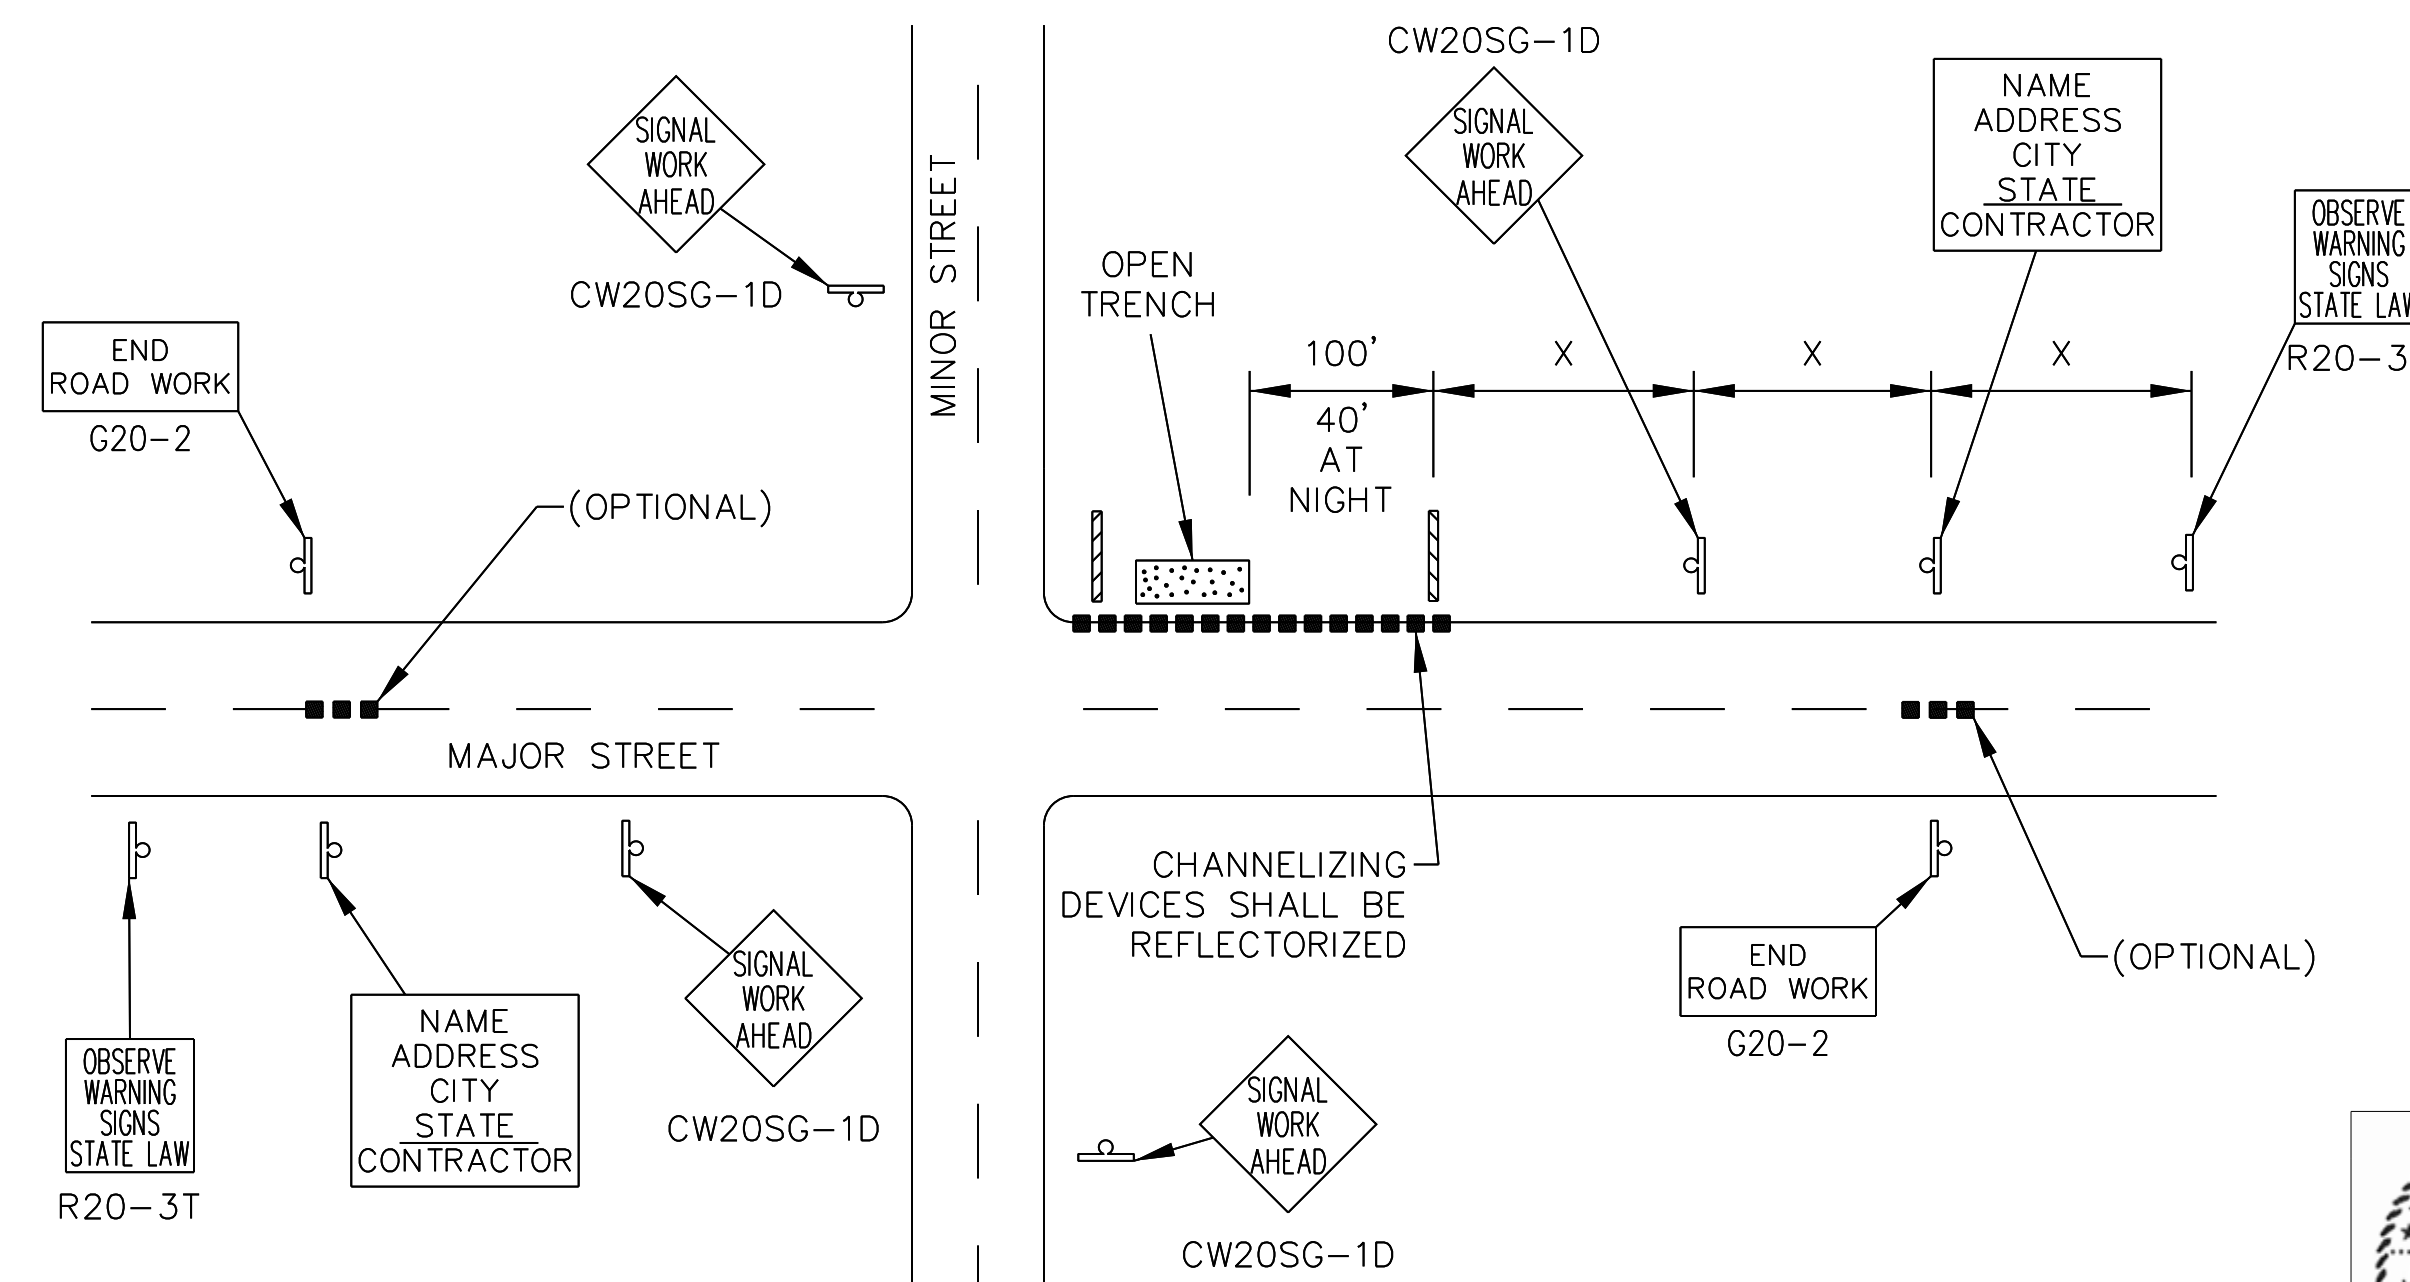 CW20SG-1D
SIGNAL
WORK
AHEAD
NAME
ADDRESS
CITY
STATE
CONTRACTOR
SIGNAL
WORK
AHEAD
CW20SG-1D
MINOR STREET
OBSERVE
WARNING
SIGNS
STATE LAW
R20-3
OPEN
TRENCH
100'
X
X
X
40'
AT
NIGHT
END
ROAD WORK
G20-2
(OPTIONAL)
MAJOR STREET
CHANNELIZING
DEVICES SHALL BE
REFLECTORIZED
SIGNAL
WORK
AHEAD
CW20SG-1D
NAME
ADDRESS
CITY
STATE
CONTRACTOR
OBSERVE
WARNING
SIGNS
STATE LAW
R20-3T
END
ROAD WORK
G20-2
(OPTIONAL)
SIGNAL
WORK
AHEAD
CW20SG-1D